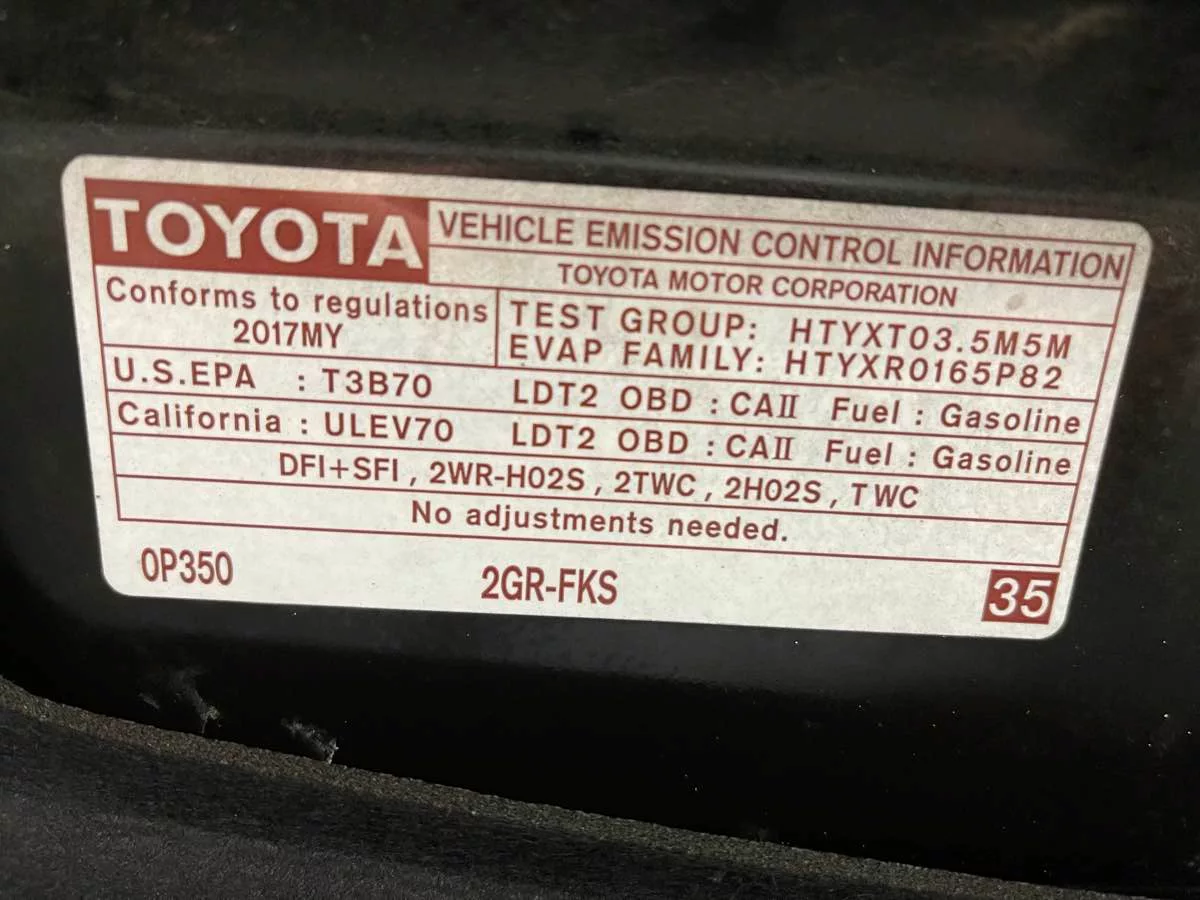 TOYOTA
VEHICLE EMISSION CONTROL INFORMATION
TOYOTA MOTOR CORPORATION
Conforms to regulations
2017MY
TEST GROUP: HTYXT03.5M5M
EVAP FAMILY: HTYXR0165P82
U.S.EPA : T3B70 LDT2 OBD : CAII Fuel : Gasoline
California : ULEV70 LDT2 OBD : CAII Fuel : Gasoline
DFI+SFI , 2WR-HO2S , 2TWC , 2HO2S , TWC
No adjustments needed.
0P350 2GR-FKS 35